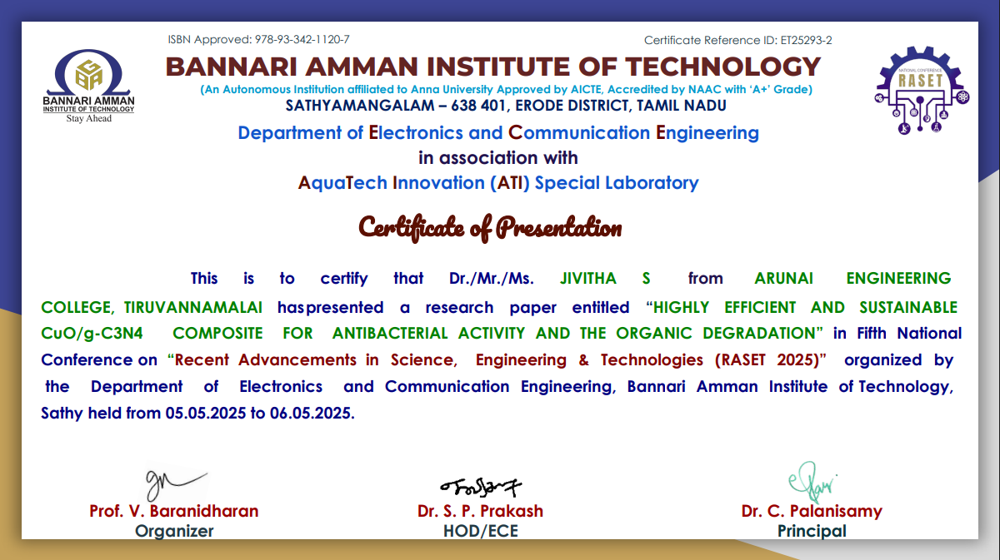 ISBN Approved: 978-93-342-1120-7
Certificate Reference ID: ET25293-2
BANNARI AMMAN INSTITUTE OF TECHNOLOGY
(An Autonomous Institution affiliated to Anna University Approved by AICTE, Accredited by NAAC with ‘A+’ Grade)
SATHYAMANGALAM – 638 401, ERODE DISTRICT, TAMIL NADU
BANNARI AMMAN
INSTITUTE OF TECHNOLOGY
Stay Ahead
NATIONAL CONFERENCE
RASET
Department of Electronics and Communication Engineering
in association with
AquaTech Innovation (ATI) Special Laboratory
Certificate of Presentation
This is to certify that Dr./Mr./Ms. JIVITHA S from ARUNAI ENGINEERING
COLLEGE, TIRUVANNAMALAI haspresented a research paper entitled “HIGHLY EFFICIENT AND SUSTAINABLE
CuO/g-C3N4 COMPOSITE FOR ANTIBACTERIAL ACTIVITY AND THE ORGANIC DEGRADATION” in Fifth National
Conference on “Recent Advancements in Science, Engineering & Technologies (RASET 2025)” organized by
the Department of Electronics and Communication Engineering, Bannari Amman Institute of Technology,
Sathy held from 05.05.2025 to 06.05.2025.
Prof. V. Baranidharan
Organizer
Dr. S. P. Prakash
HOD/ECE
Dr. C. Palanisamy
Principal